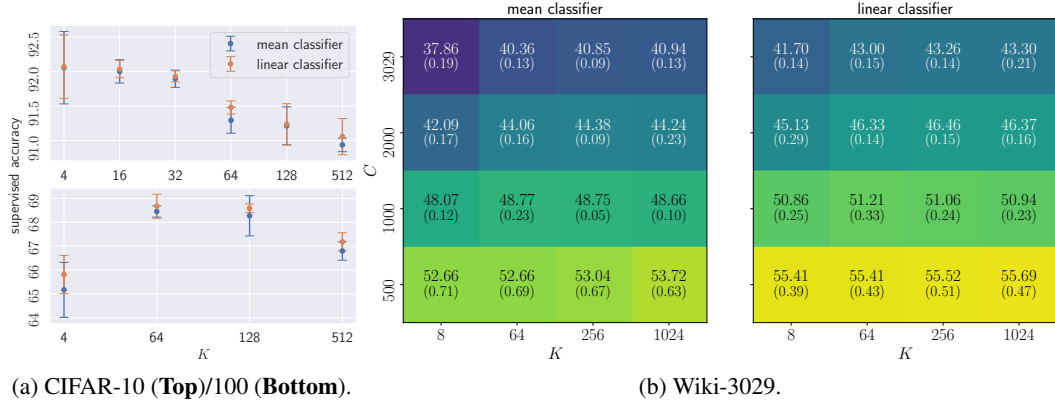 supervised accuracy
92.5
92.0
91.5
91.0
mean classifier
linear classifier
4 16 32 64 128 512
69
68
67
66
65
64
4 64 128 512
K
mean classifier
C
3029 37.86 40.36 40.85 40.94
(0.19) (0.13) (0.09) (0.13)
2000 42.09 44.06 44.38 44.24
(0.17) (0.16) (0.09) (0.23)
1000 48.07 48.77 48.75 48.66
(0.12) (0.23) (0.05) (0.10)
500 52.66 52.66 53.04 53.72
(0.71) (0.69) (0.67) (0.63)
8 64 256 1024
K
linear classifier
41.70 43.00 43.26 43.30
(0.14) (0.15) (0.14) (0.21)
45.13 46.33 46.46 46.37
(0.29) (0.14) (0.15) (0.16)
50.86 51.21 51.06 50.94
(0.25) (0.33) (0.24) (0.23)
55.41 55.41 55.52 55.69
(0.39) (0.43) (0.51) (0.47)
8 64 256 1024
K
(a) CIFAR-10 (Top)/100 (Bottom).
(b) Wiki-3029.